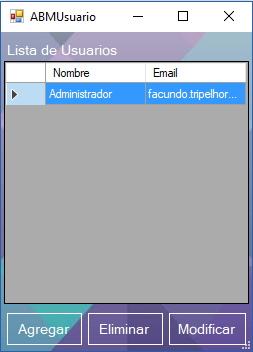 ABMUsuario
Lista de Usuarios
Nombre Email
Administrador facundo.tripelhor...
Agregar Eliminar Modificar